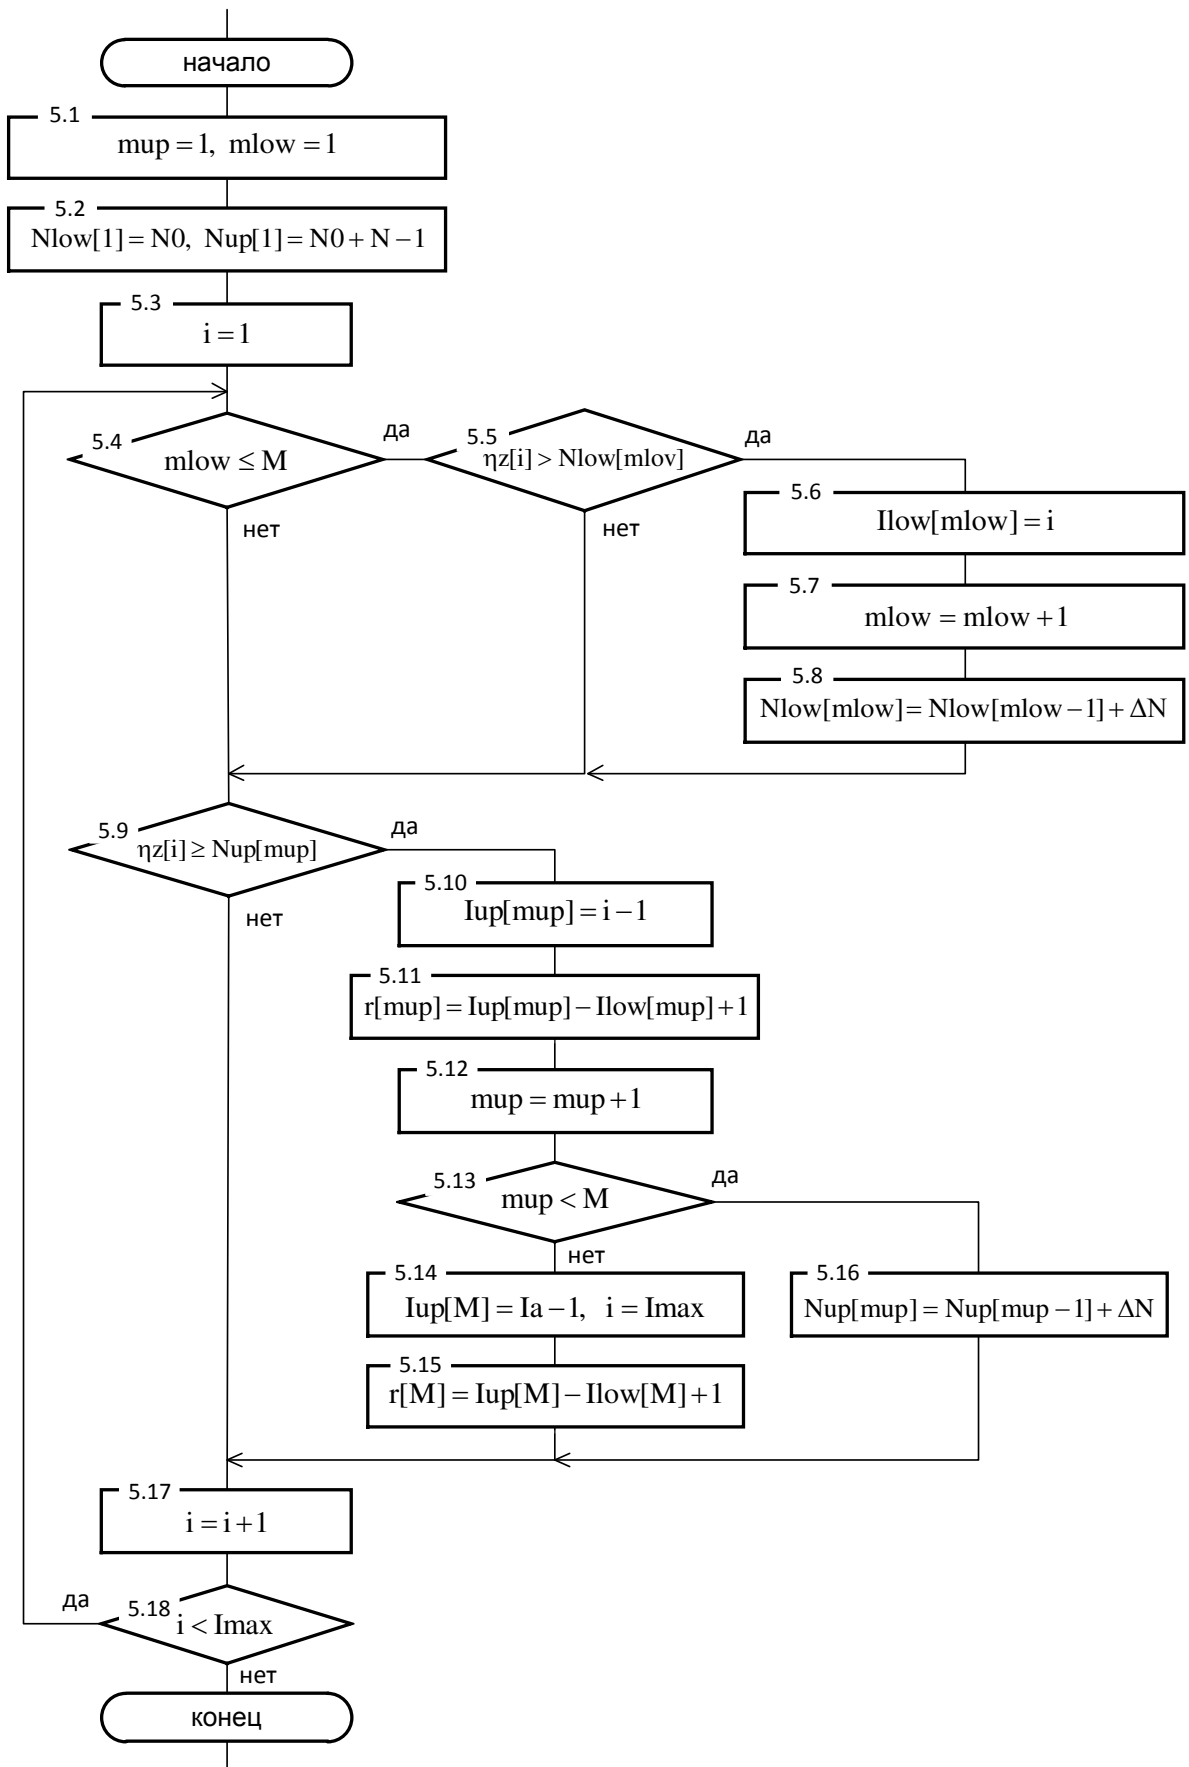 начало
5.1
mup = 1, mlow = 1
5.2
Nlow[1] = N0, Nup[1] = N0 + N − 1
5.3
i = 1
5.4
mlow ≤ M
да
нет
5.5
ηz[i] > Nlow[mlov]
да
нет
5.6
Ilow[mlow] = i
5.7
mlow = mlow + 1
5.8
Nlow[mlow] = Nlow[mlow − 1] + ΔN
5.9
ηz[i] ≥ Nup[mup]
да
нет
5.10
Iup[mup] = i − 1
5.11
r[mup] = Iup[mup] − Ilow[mup] + 1
5.12
mup = mup + 1
5.13
mup < M
да
нет
5.14
Iup[M] = Ia − 1, i = Imax
5.15
r[M] = Iup[M] − Ilow[M] + 1
5.16
Nup[mup] = Nup[mup − 1] + ΔN
5.17
i = i + 1
5.18
i < Imax
да
нет
конец